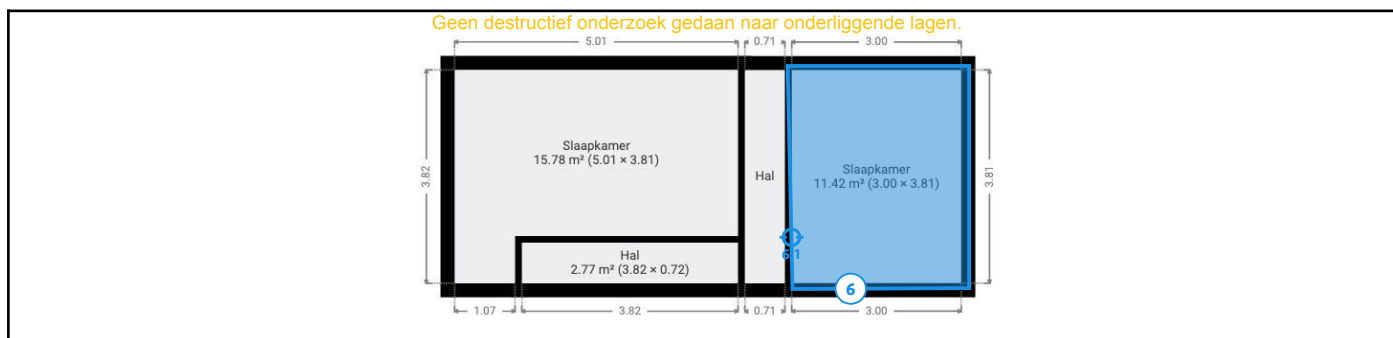 Geen destructief onderzoek gedaan naar onderliggende lagen.
5.01
0.71
3.00
3.82
Slaapkamer
15.78 m² (5.01 × 3.81)
Hal
Slaapkamer
11.42 m² (3.00 × 3.81)
3.81
6.1
Hal
2.77 m² (3.82 × 0.72)
6
1.07
3.82
0.71
3.00